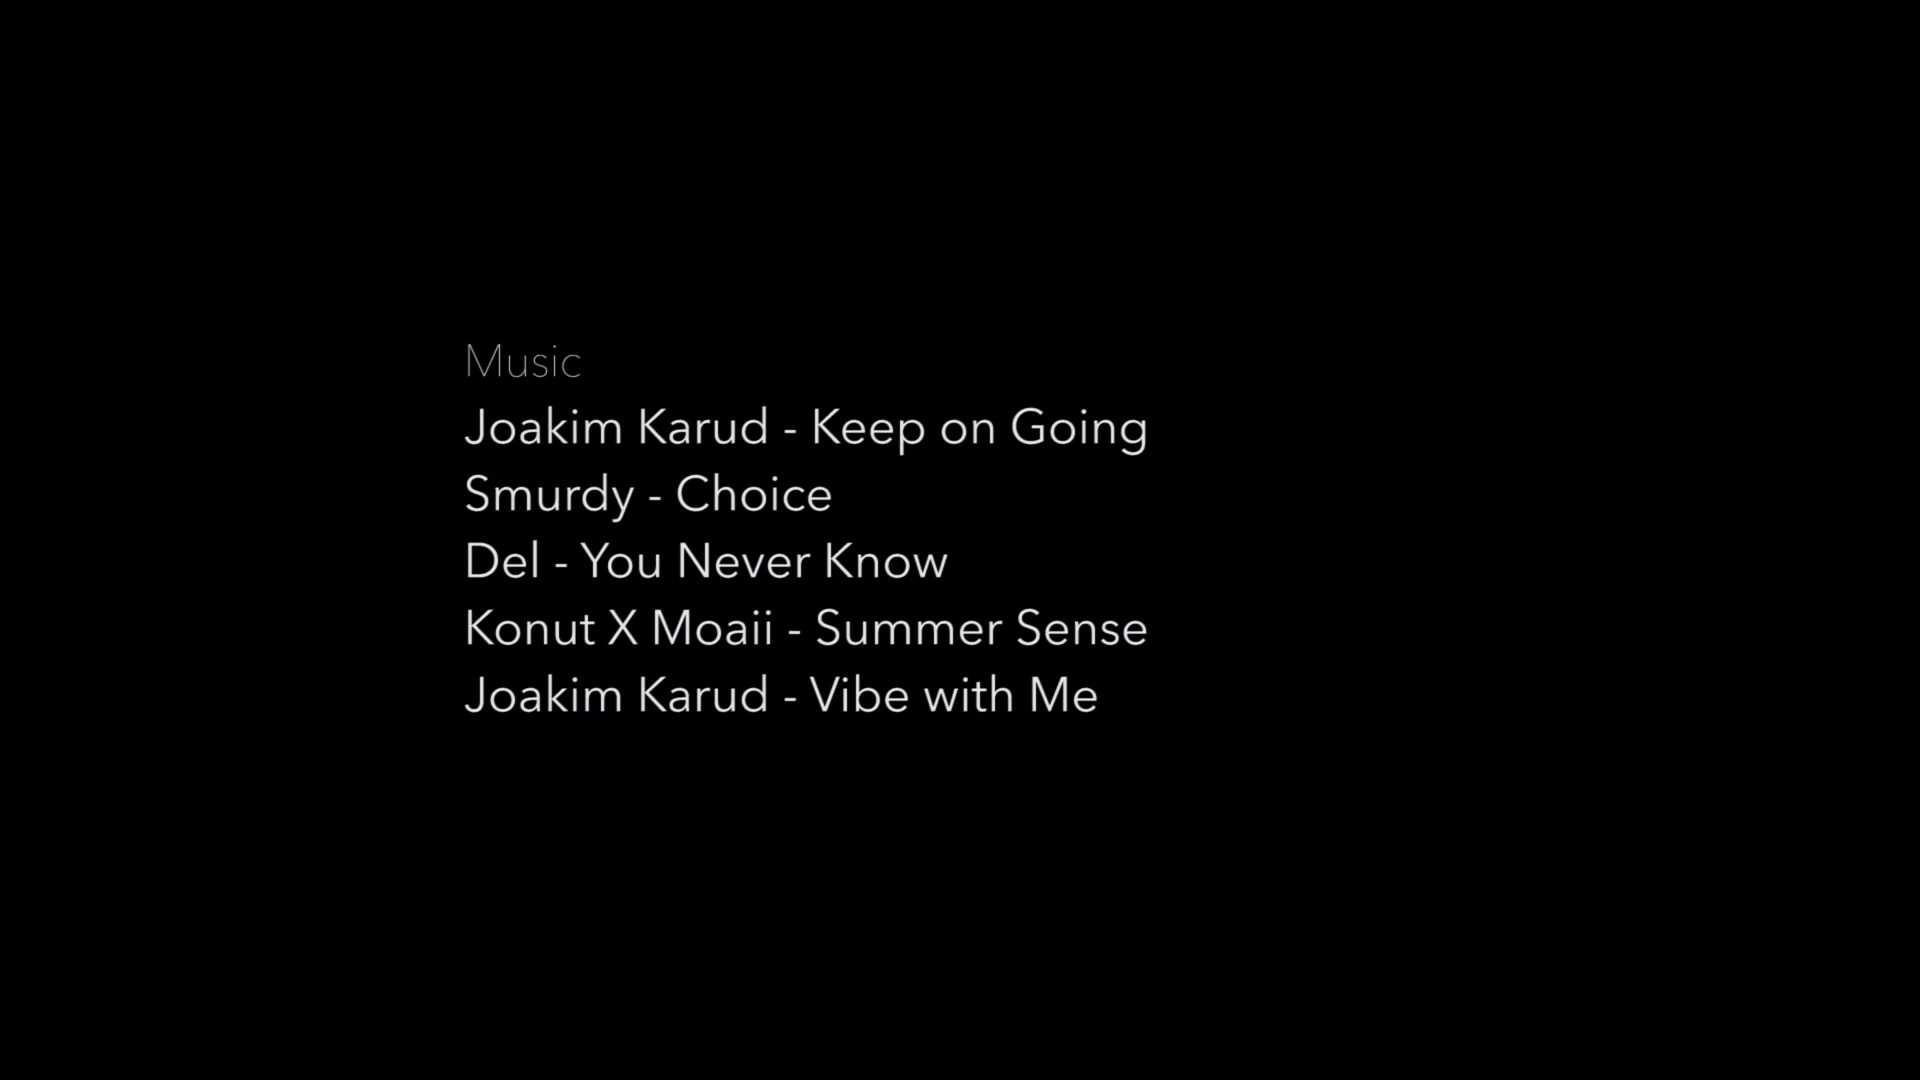 Music
Joakim Karud - Keep on Going
Smurdy - Choice
Del - You Never Know
Konut X Moaii - Summer Sense
Joakim Karud - Vibe with Me